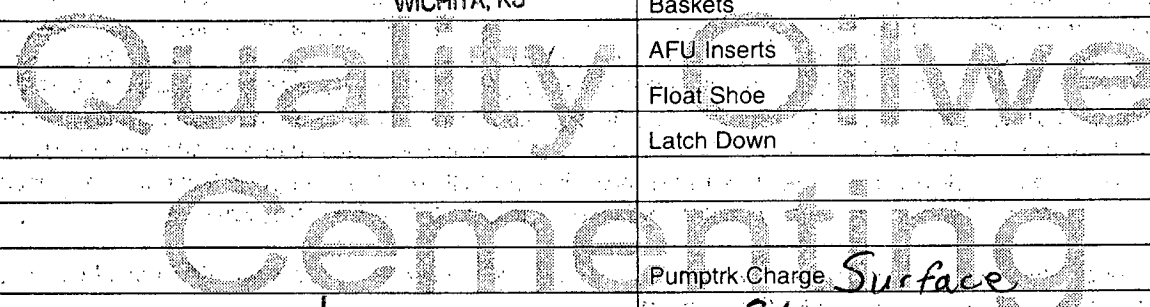 WICHITA, KS
Baskets
AFU Inserts
Float Shoe
Latch Down
Pumptrk Charge Surface
Quality Oilwe
Cementing